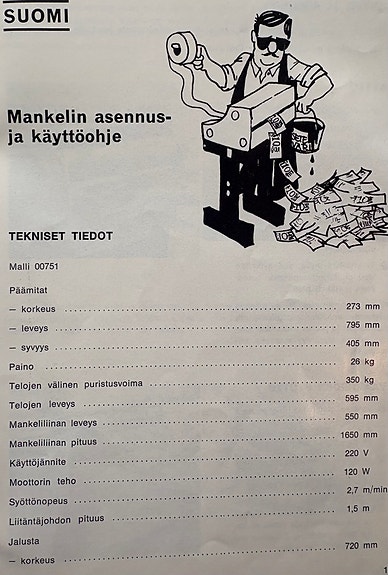 SUOMI
Mankelin asennus-
ja käyttöohje
TEKNISET TIEDOT
Malli 00751
Päämitat
– korkeus 273 mm
– leveys 795 mm
– syvyys 405 mm
Paino 26 kg
Telojen välinen puristusvoima 350 kg
Telojen leveys 595 mm
Mankeliliinan leveys 550 mm
Mankeliliinan pituus 1650 mm
Käyttöjännite 220 V
Moottorin teho 120 W
Syöttönopeus 2,7 m/min
Liitäntäjohdon pituus 1,5 m
Jalusta
– korkeus 720 mm
1